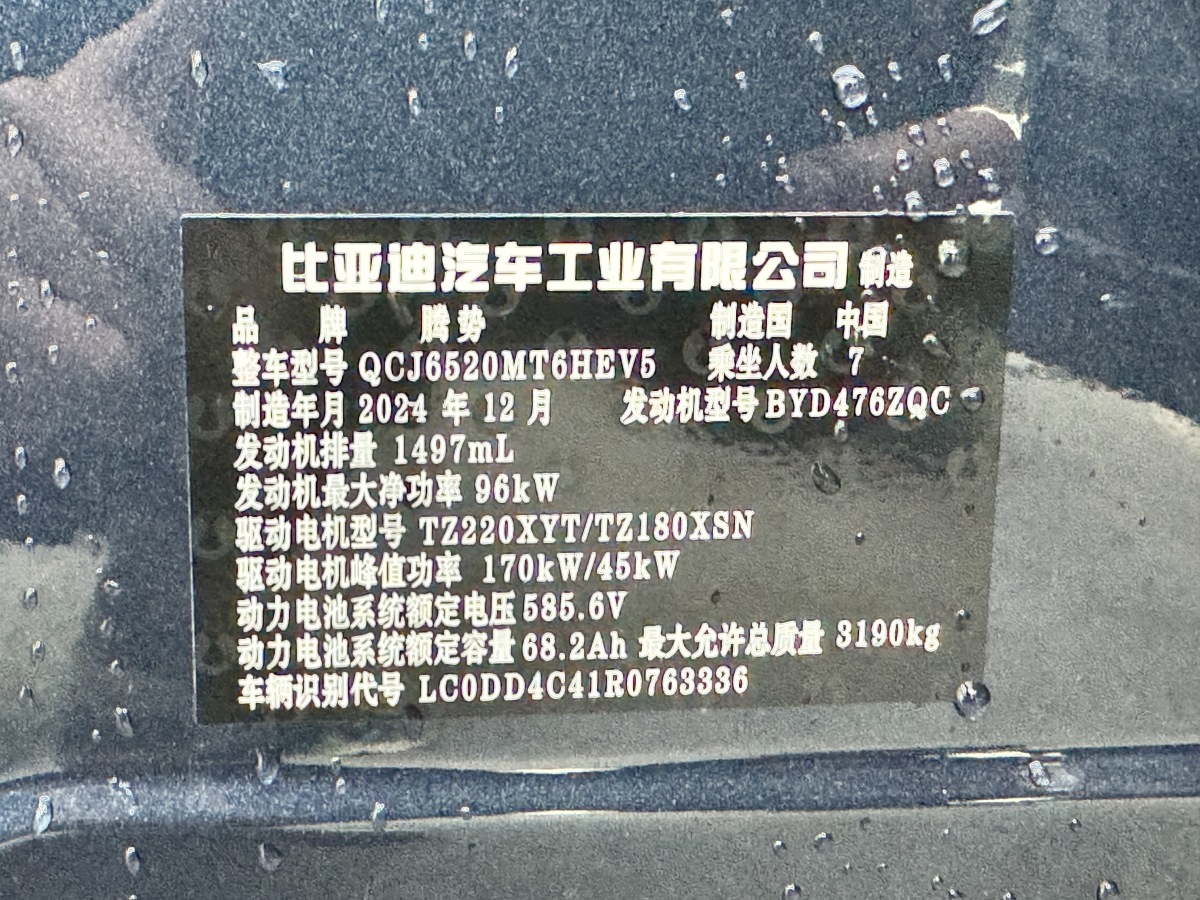 比亚迪汽车工业有限公司 制造
品 牌 腾势 制造国 中国
整车型号 QCJ6520MT6HEV5 乘坐人数 7
制造年月 2024 年 12 月 发动机型号 BYD476ZQC
发动机排量 1497mL
发动机最大净功率 96kW
驱动电机型号 TZ220XYT/TZ180XSN
驱动电机峰值功率 170kW/45kW
动力电池系统额定电压 585.6V
动力电池系统额定容量 68.2Ah 最大允许总质量 3190kg
车辆识别代号 LC0DD4C41R0763336